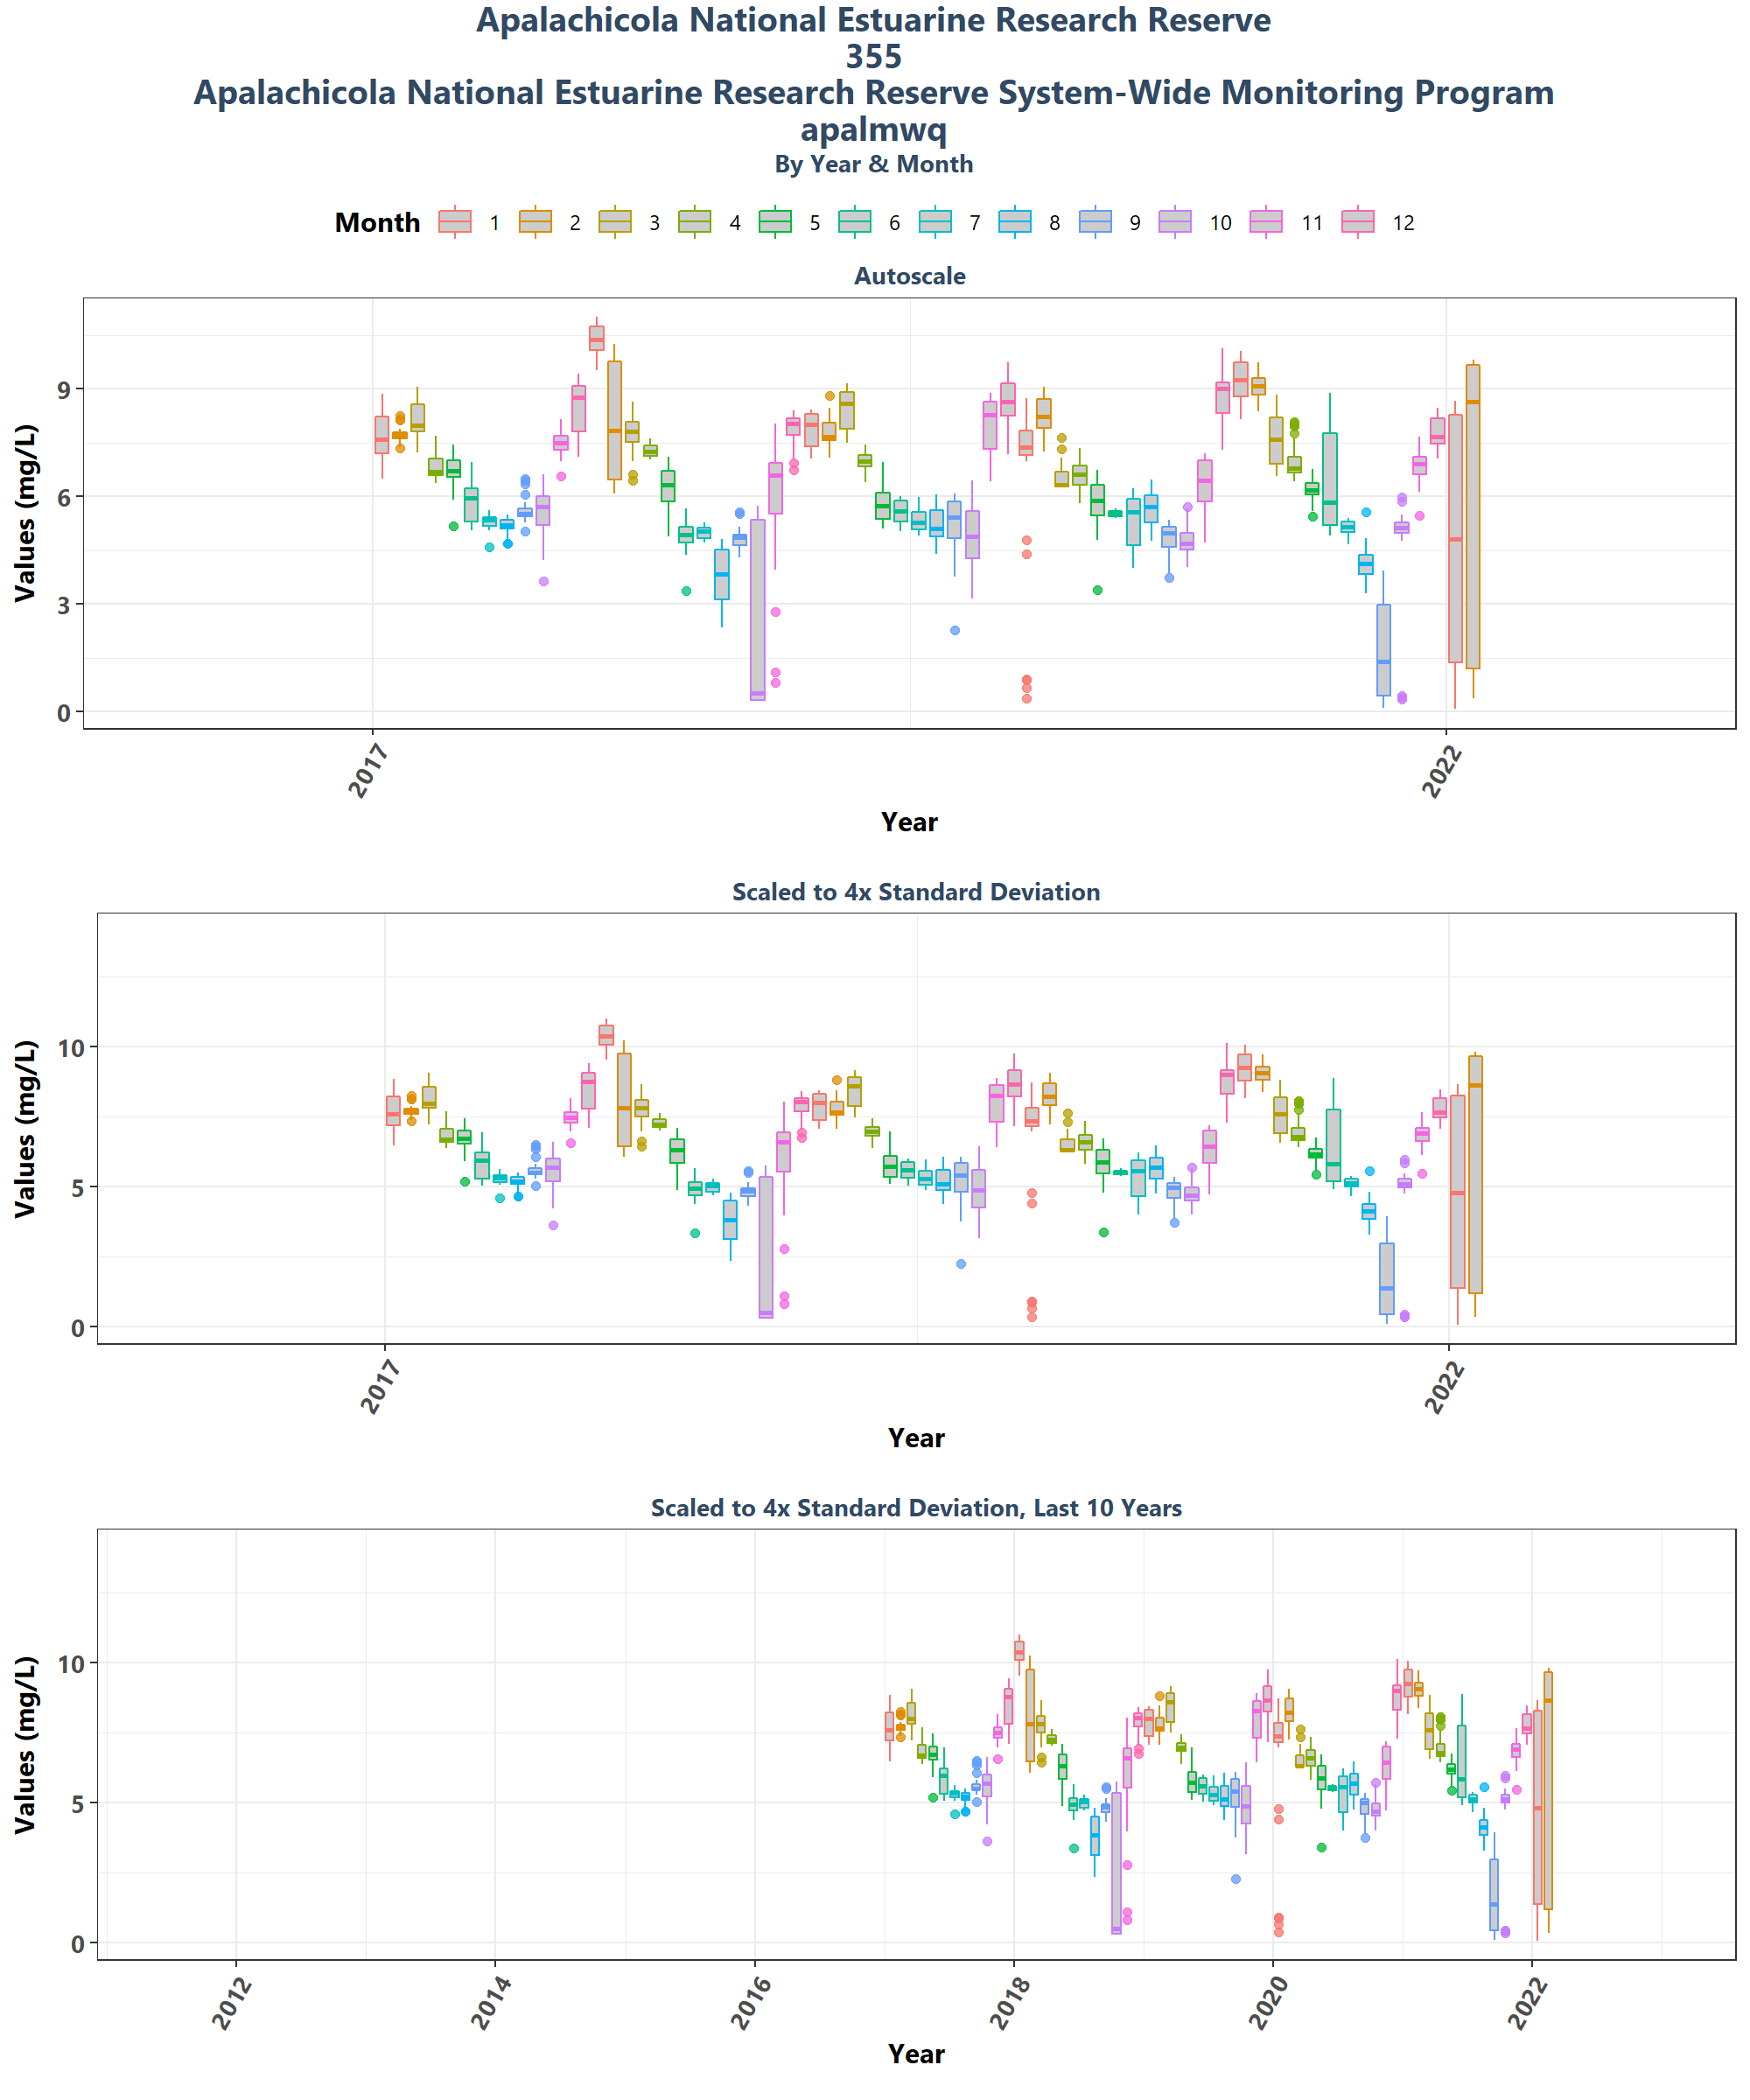 Apalachicola National Estuarine Research Reserve
355
Apalachicola National Estuarine Research Reserve System-Wide Monitoring Program
apalmwq
By Year & Month
Month 1 2 3 4 5 6 7 8 9 10 11 12
Autoscale
Values (mg/L)
9
6
3
0
2017 2022
Year
Scaled to 4x Standard Deviation
Values (mg/L)
10
5
0
2017 2022
Year
Scaled to 4x Standard Deviation, Last 10 Years
Values (mg/L)
10
5
0
2012 2014 2016 2018 2020 2022
Year